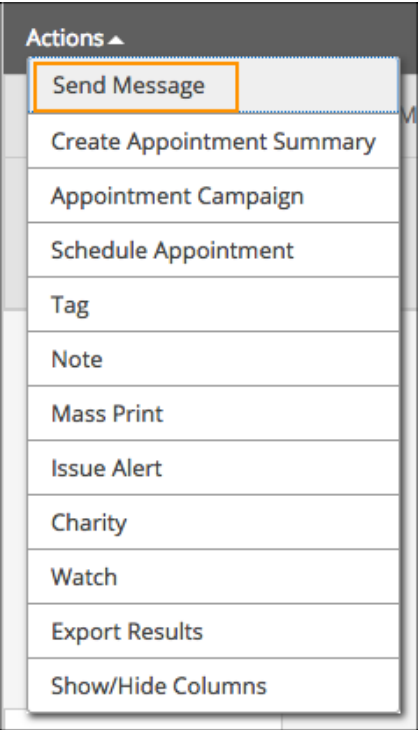 Actions
Send Message
Create Appointment Summary
Appointment Campaign
Schedule Appointment
Tag
Note
Mass Print
Issue Alert
Charity
Watch
Export Results
Show/Hide Columns